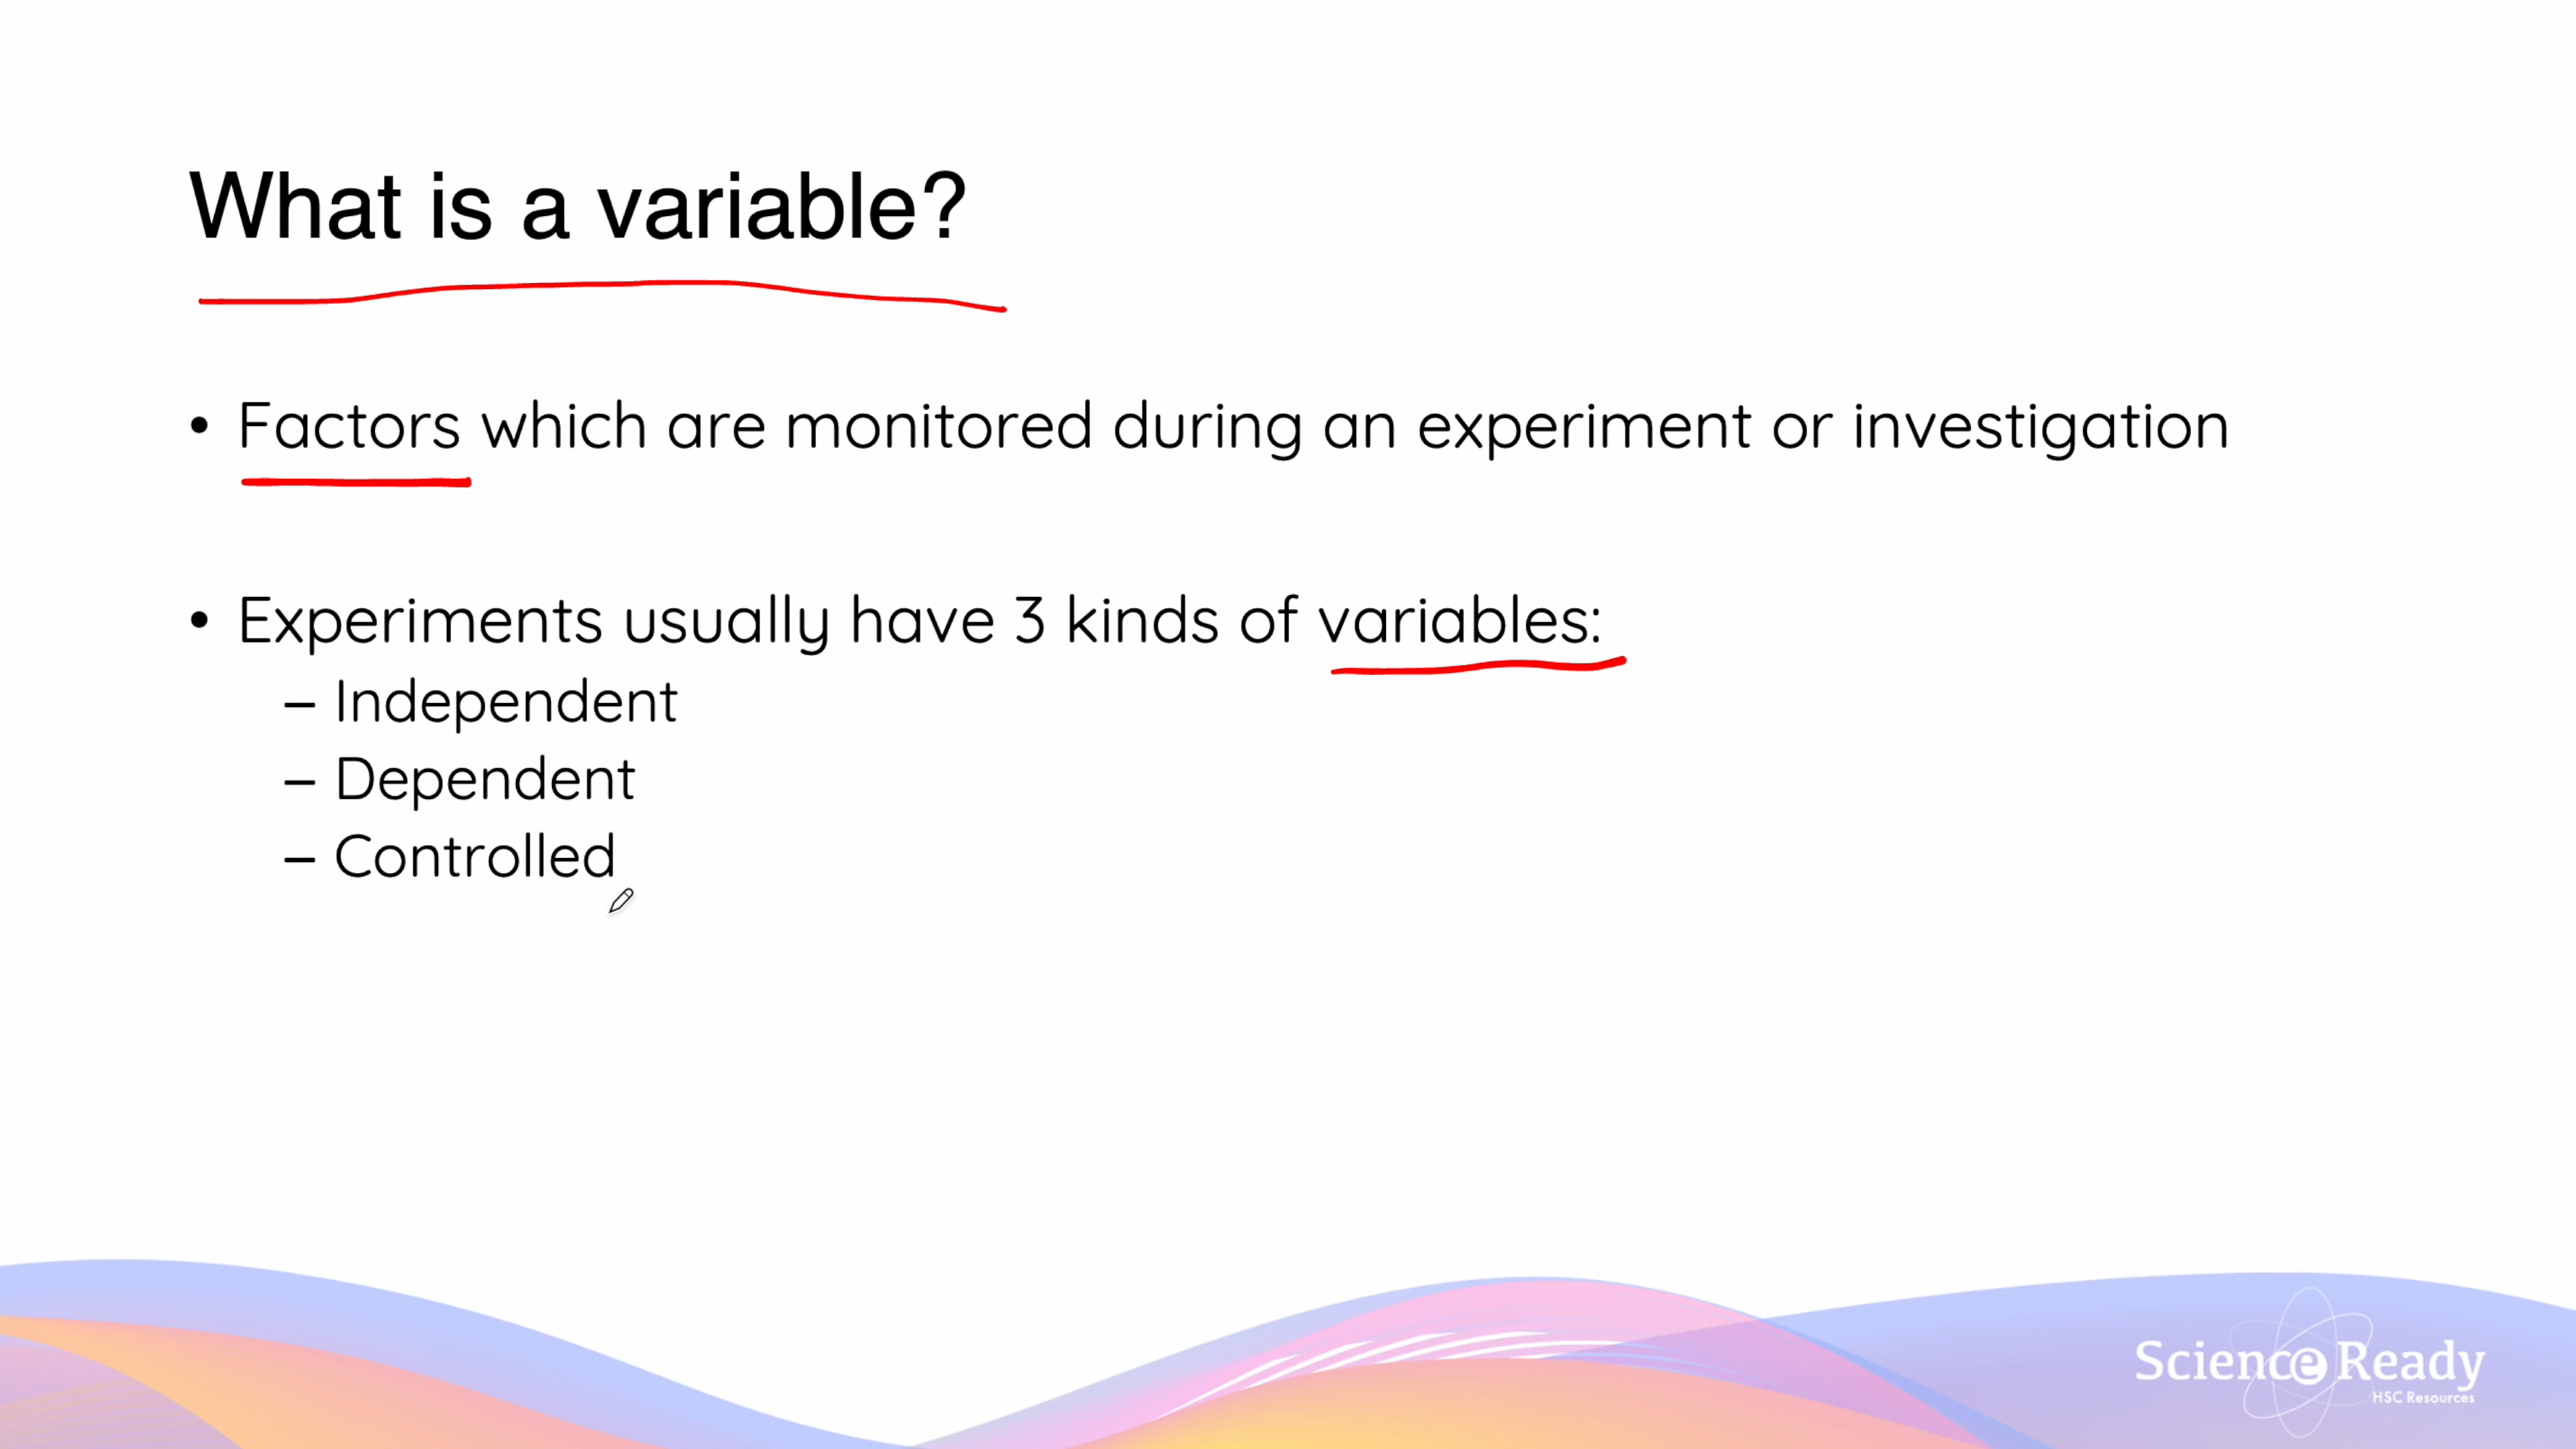 What is a variable?
• Factors which are monitored during an experiment or investigation
• Experiments usually have 3 kinds of variables:
– Independent
– Dependent
– Controlled
Science Ready
HSC Resources